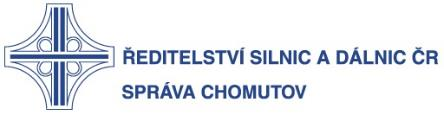 ŘEDITELSTVÍ SILNIC A DÁLNIC ČR
SPRÁVA CHOMUTOV